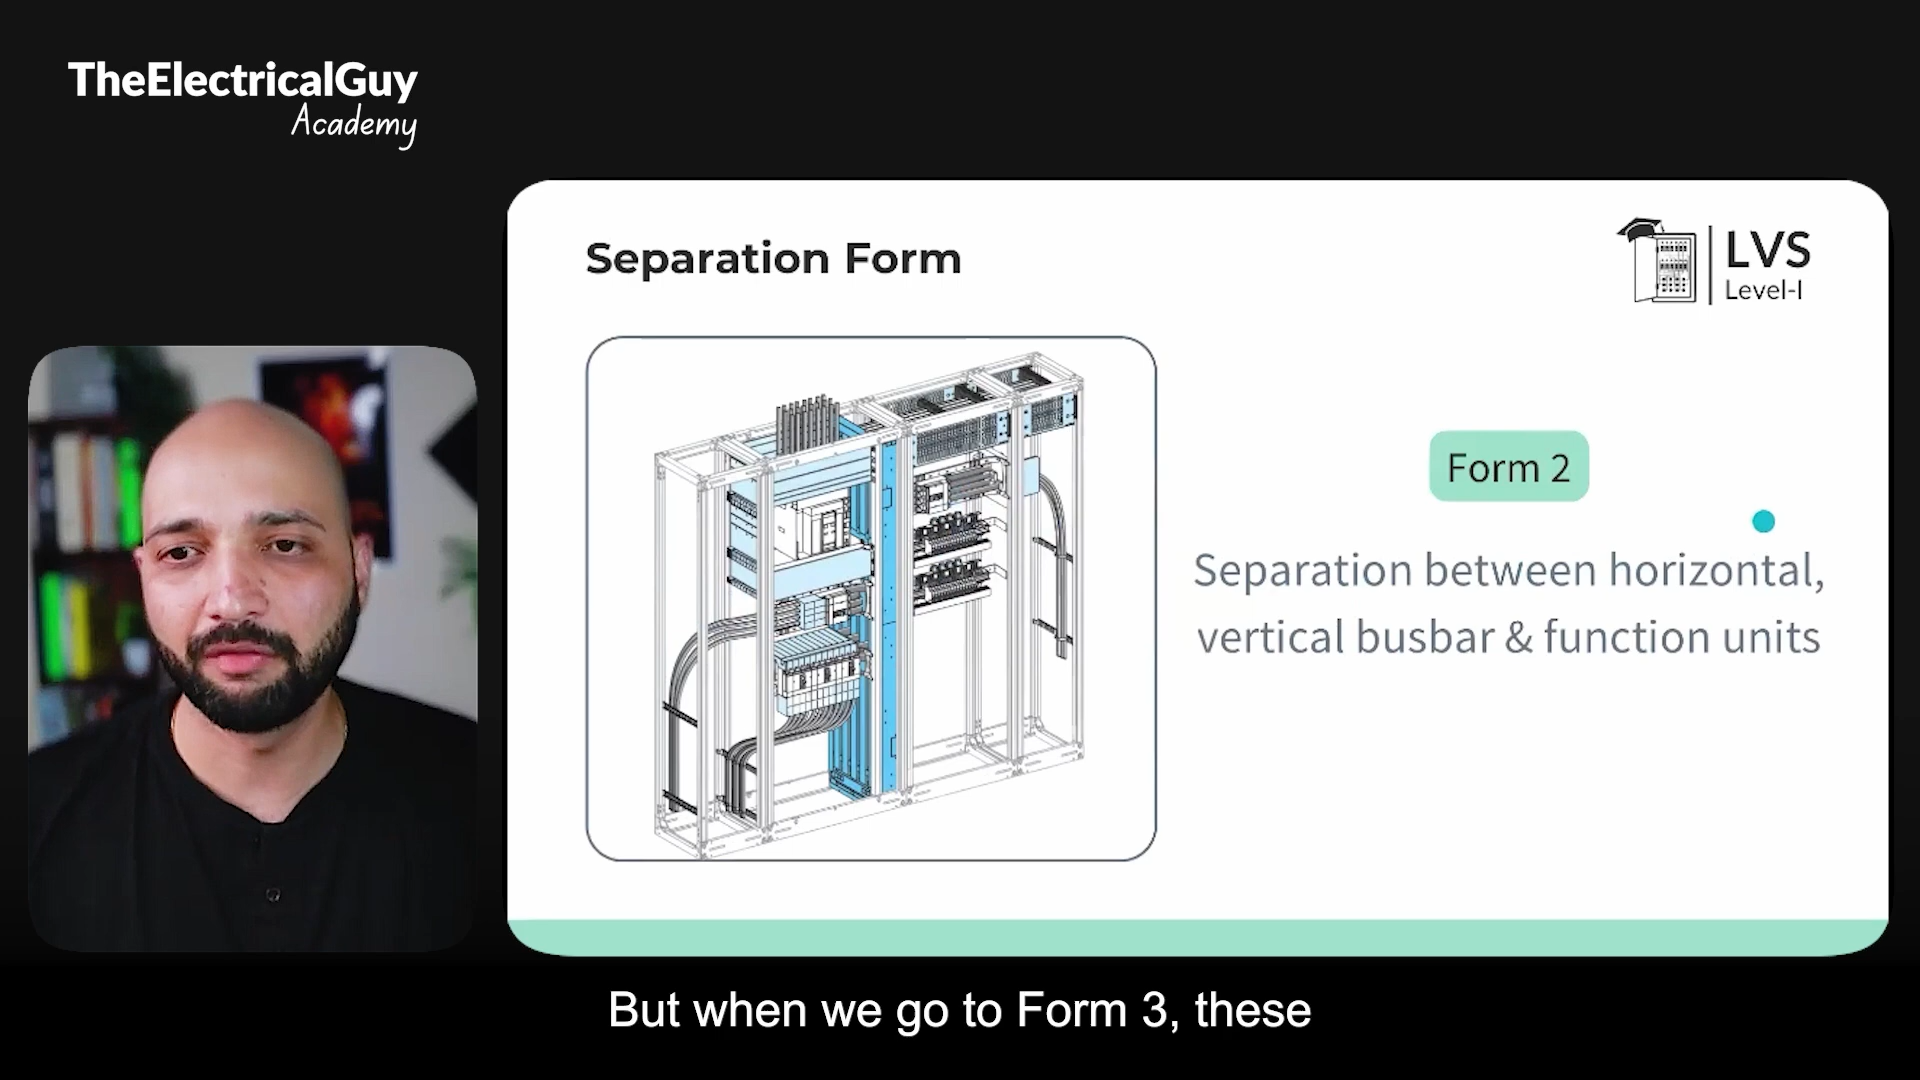 TheElectricalGuy
Academy
Separation Form
LVS
Level-I
Form 2
Separation between horizontal,
vertical busbar & function units
But when we go to Form 3, these